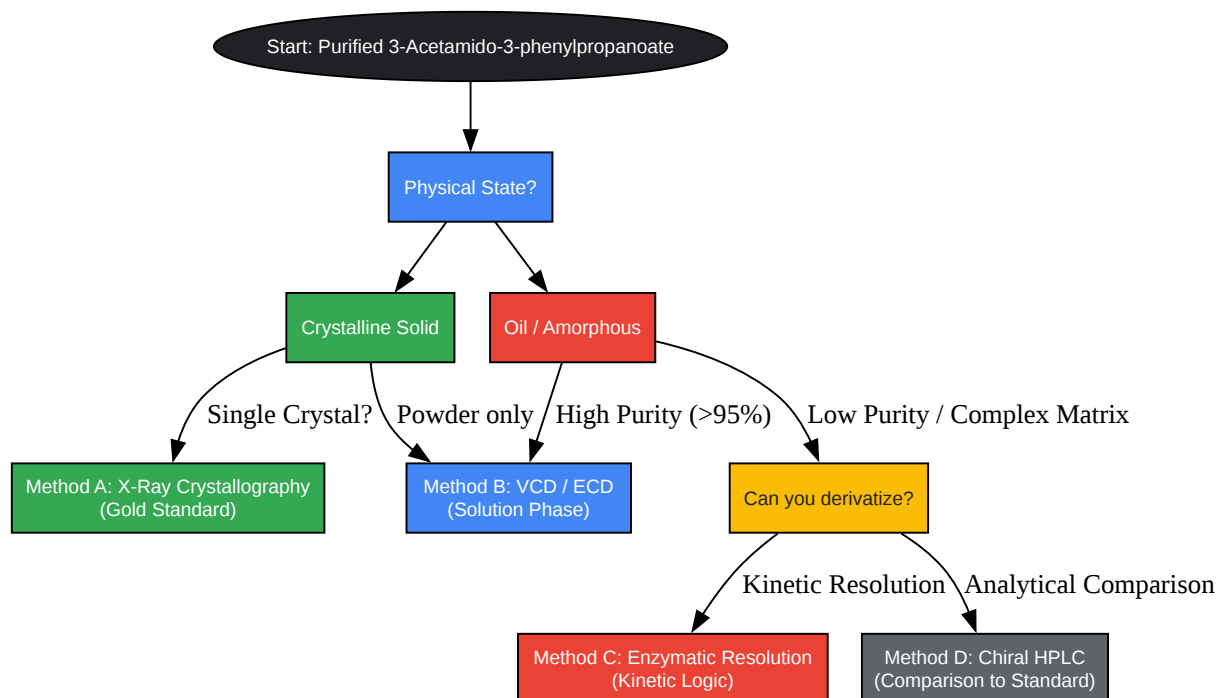 Start: Purified 3-Acetamido-3-phenylpropanoate
Physical State?
Crystalline Solid
Oil / Amorphous
Single Crystal?
Powder only
High Purity (>95%)
Low Purity / Complex Matrix
Method A: X-Ray Crystallography
(Gold Standard)
Method B: VCD / ECD
(Solution Phase)
Can you derivatize?
Kinetic Resolution
Analytical Comparison
Method C: Enzymatic Resolution
(Kinetic Logic)
Method D: Chiral HPLC
(Comparison to Standard)